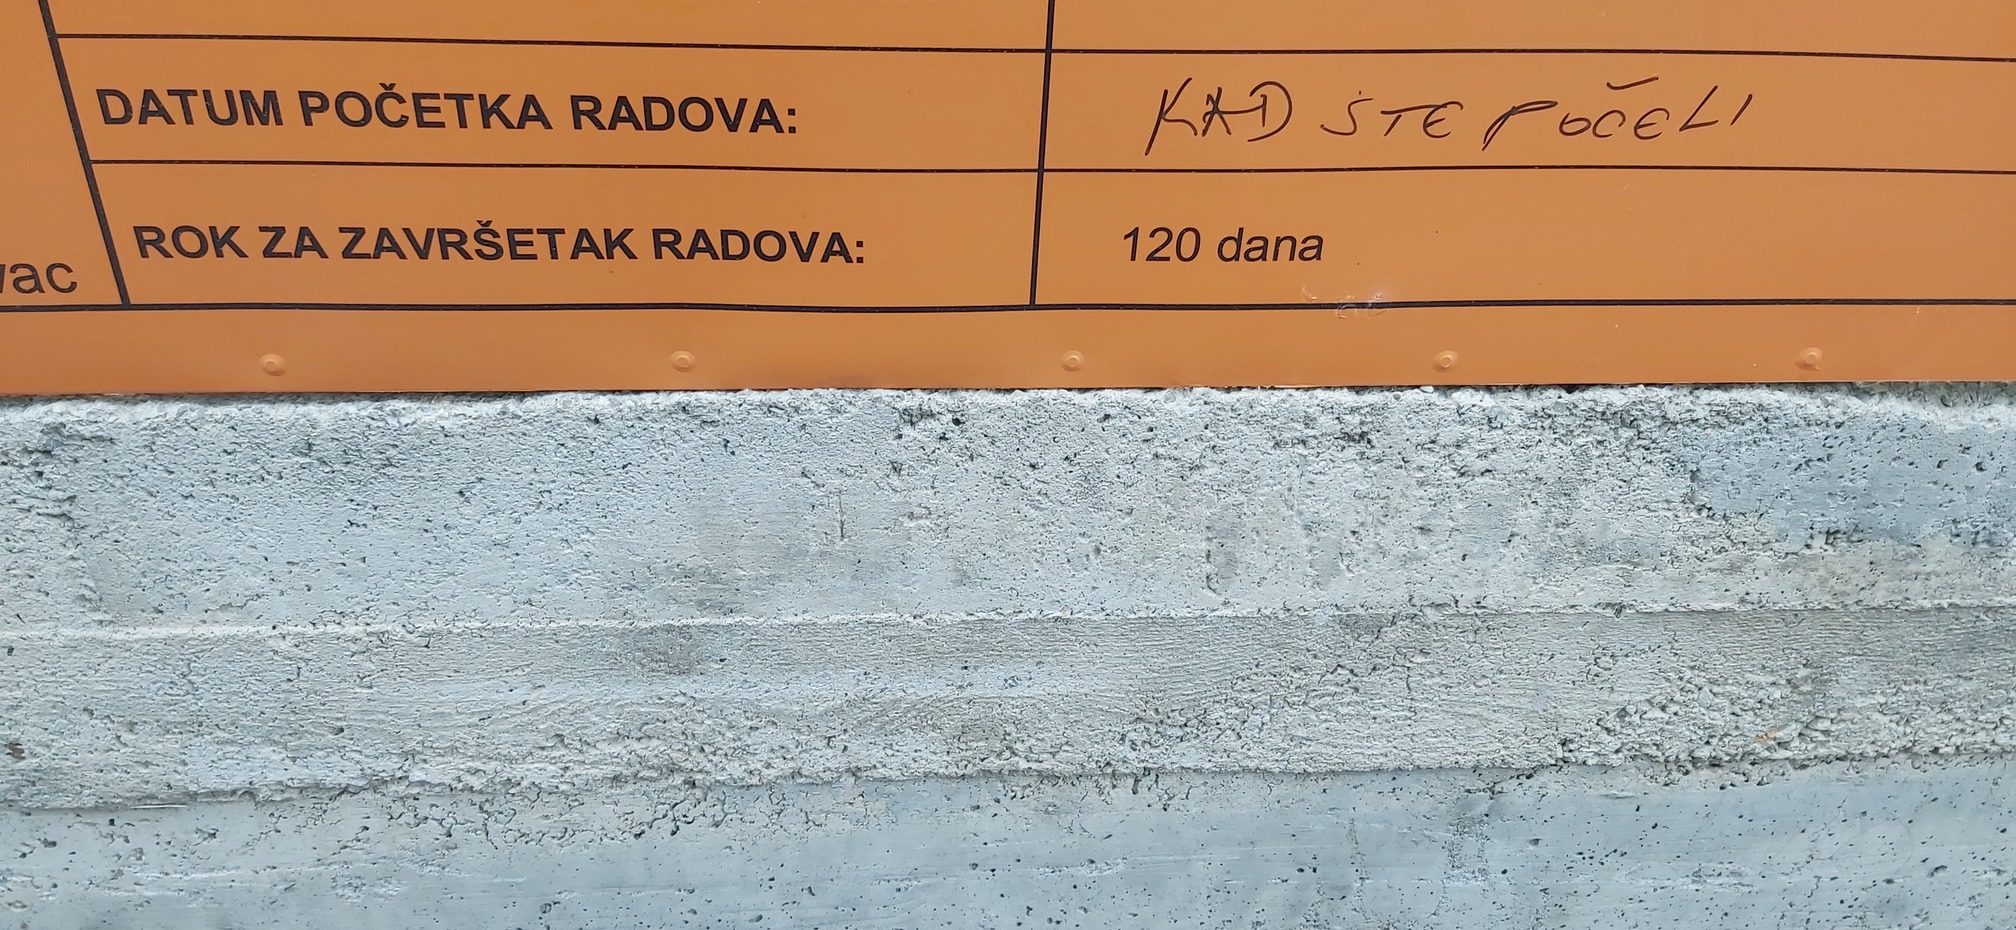 DATUM POČETKA RADOVA: KAD STE POČELI
ROK ZA ZAVRŠETAK RADOVA: 120 dana
vac